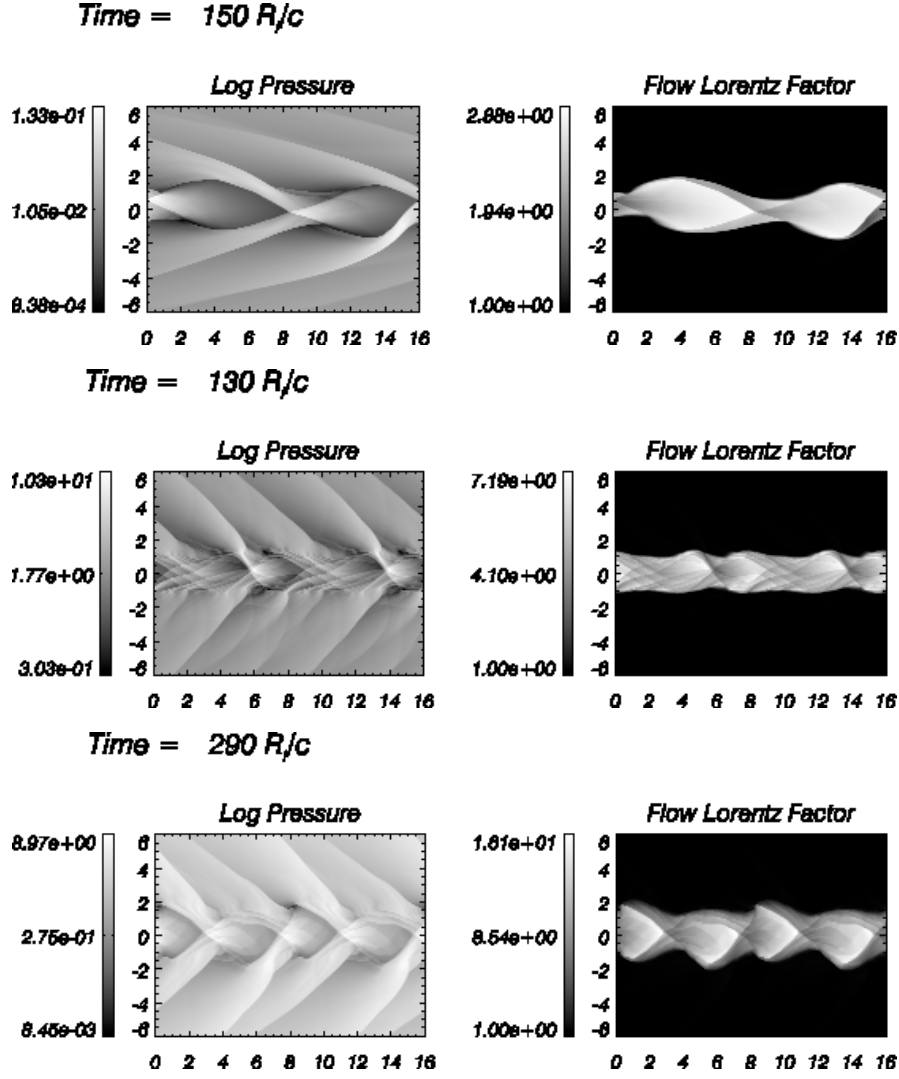 Time = 150 Rj/c
Log Pressure
1.33e-01
1.05e-02
8.38e-04
6
4
2
0
-2
-4
-6
0 2 4 6 8 10 12 14 16
Flow Lorentz Factor
2.88e+00
1.94e+00
1.00e+00
6
4
2
0
-2
-4
-6
0 2 4 6 8 10 12 14 16
Time = 130 Rj/c
Log Pressure
1.03e+01
1.77e+00
3.03e-01
6
4
2
0
-2
-4
-6
0 2 4 6 8 10 12 14 16
Flow Lorentz Factor
7.19e+00
4.10e+00
1.00e+00
6
4
2
0
-2
-4
-6
0 2 4 6 8 10 12 14 16
Time = 290 Rj/c
Log Pressure
8.97e+00
2.75e-01
8.45e-03
6
4
2
0
-2
-4
-6
0 2 4 6 8 10 12 14 16
Flow Lorentz Factor
1.61e+01
8.54e+00
1.00e+00
6
4
2
0
-2
-4
-6
0 2 4 6 8 10 12 14 16